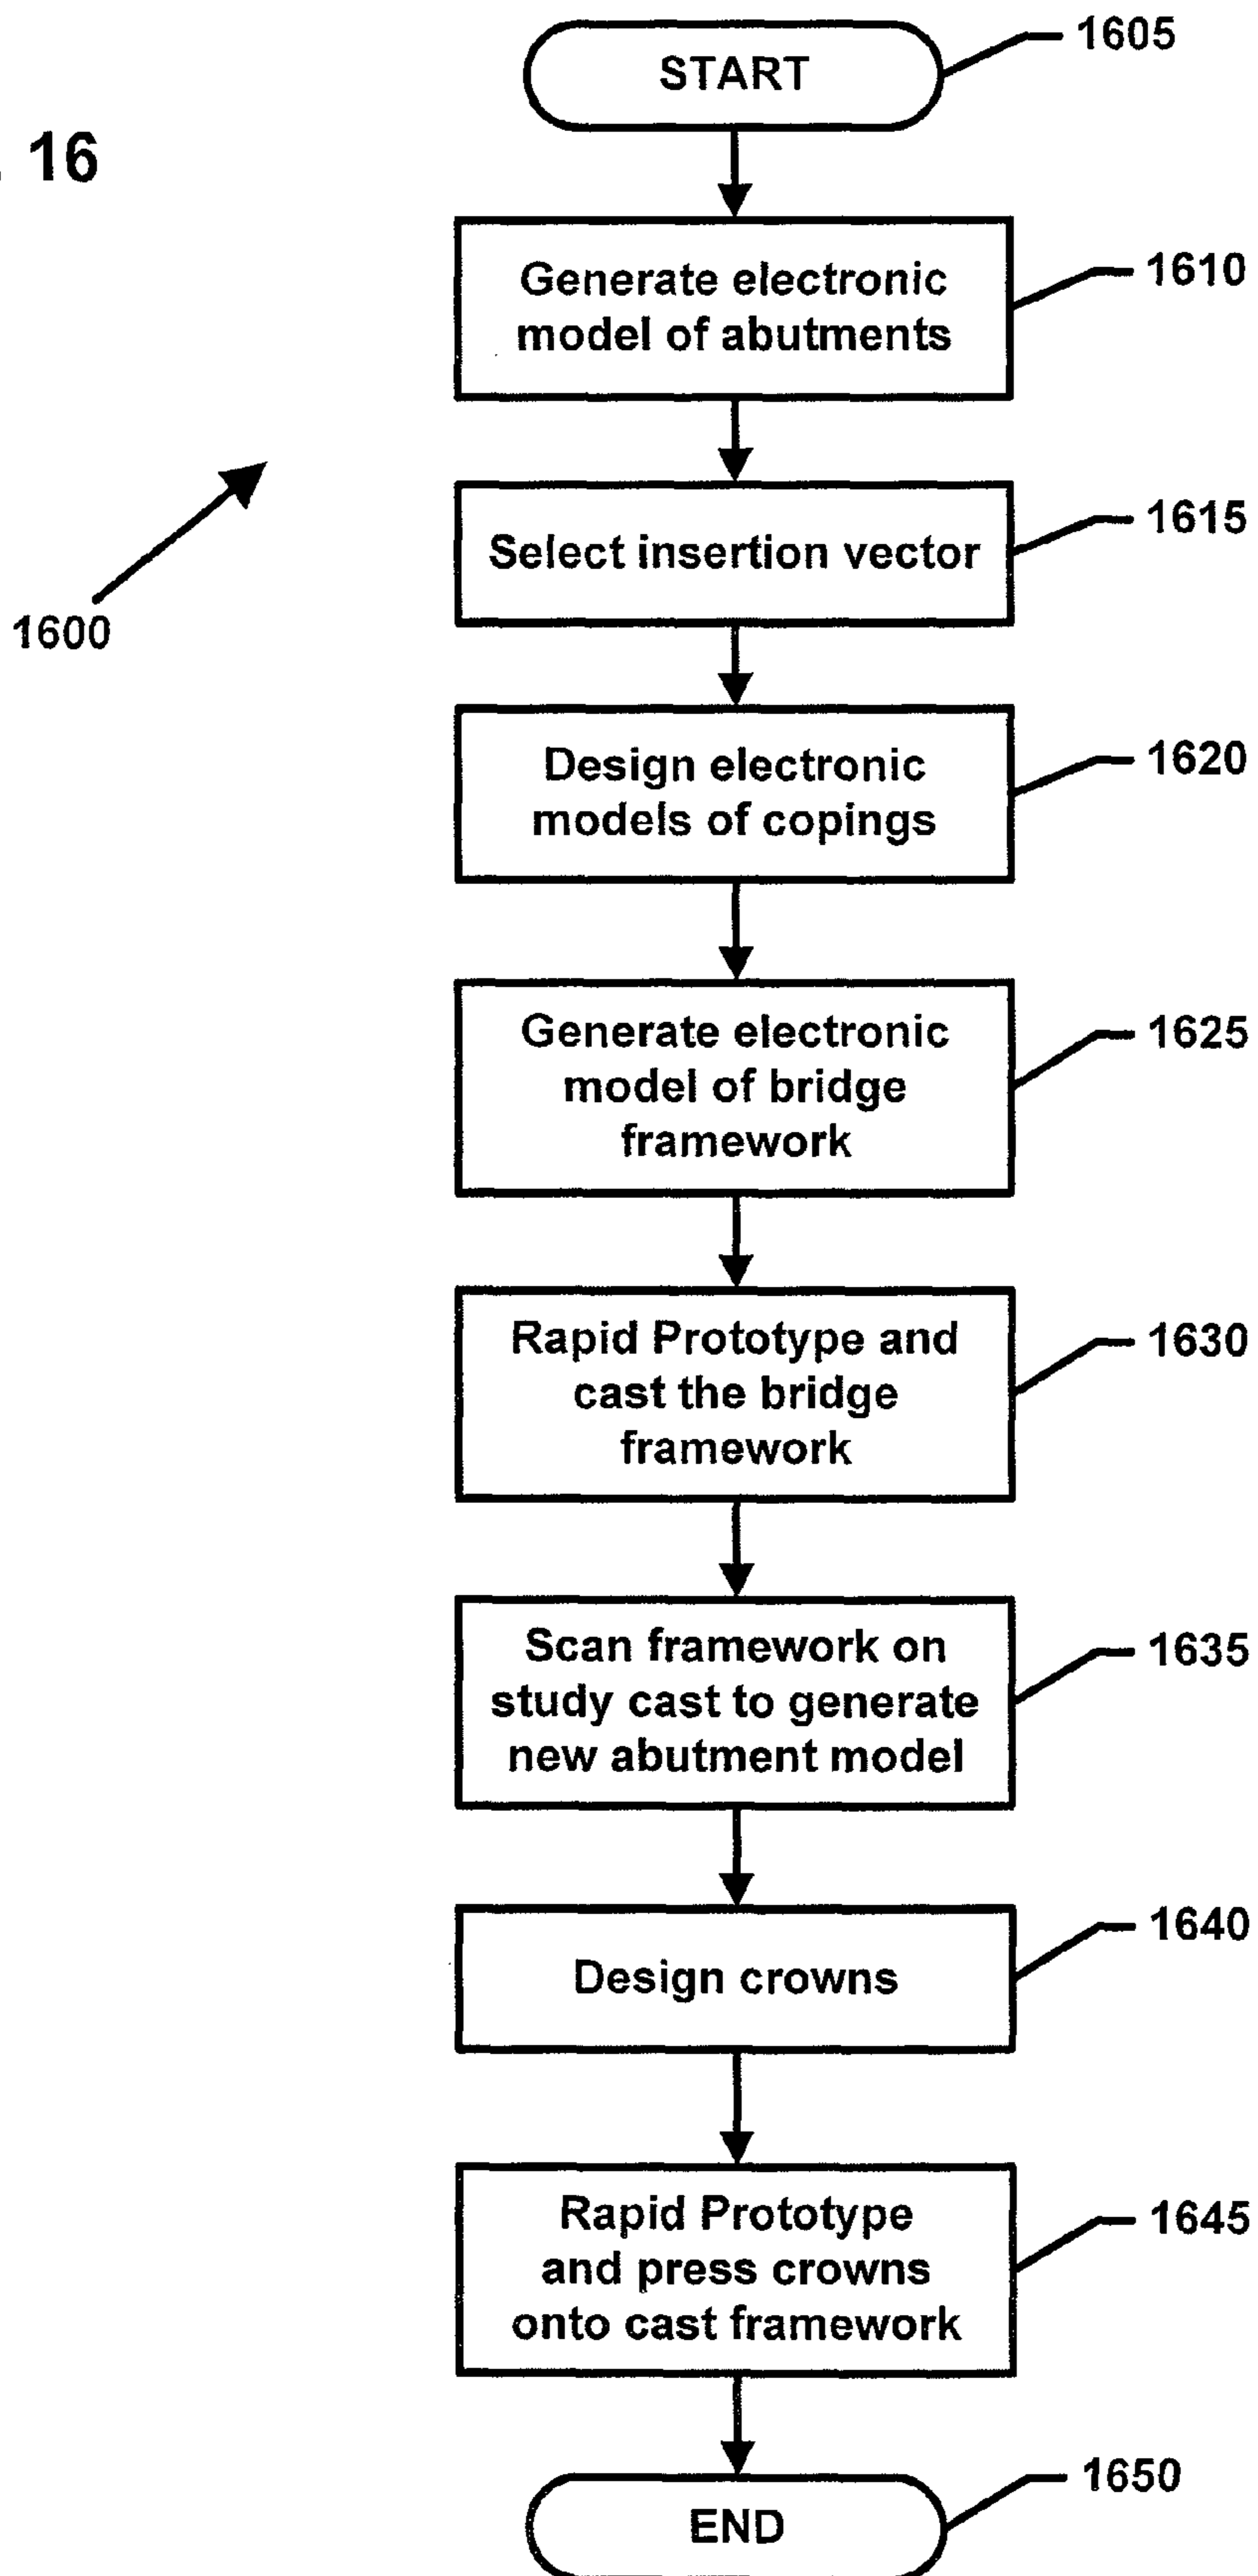 START
1605
. 16
Generate electronic
model of abutments
1610
1600
Select insertion vector
1615
Design electronic
models of copings
1620
Generate electronic
model of bridge
framework
1625
Rapid Prototype and
cast the bridge
framework
1630
Scan framework on
study cast to generate
new abutment model
1635
Design crowns
1640
Rapid Prototype
and press crowns
onto cast framework
1645
END
1650